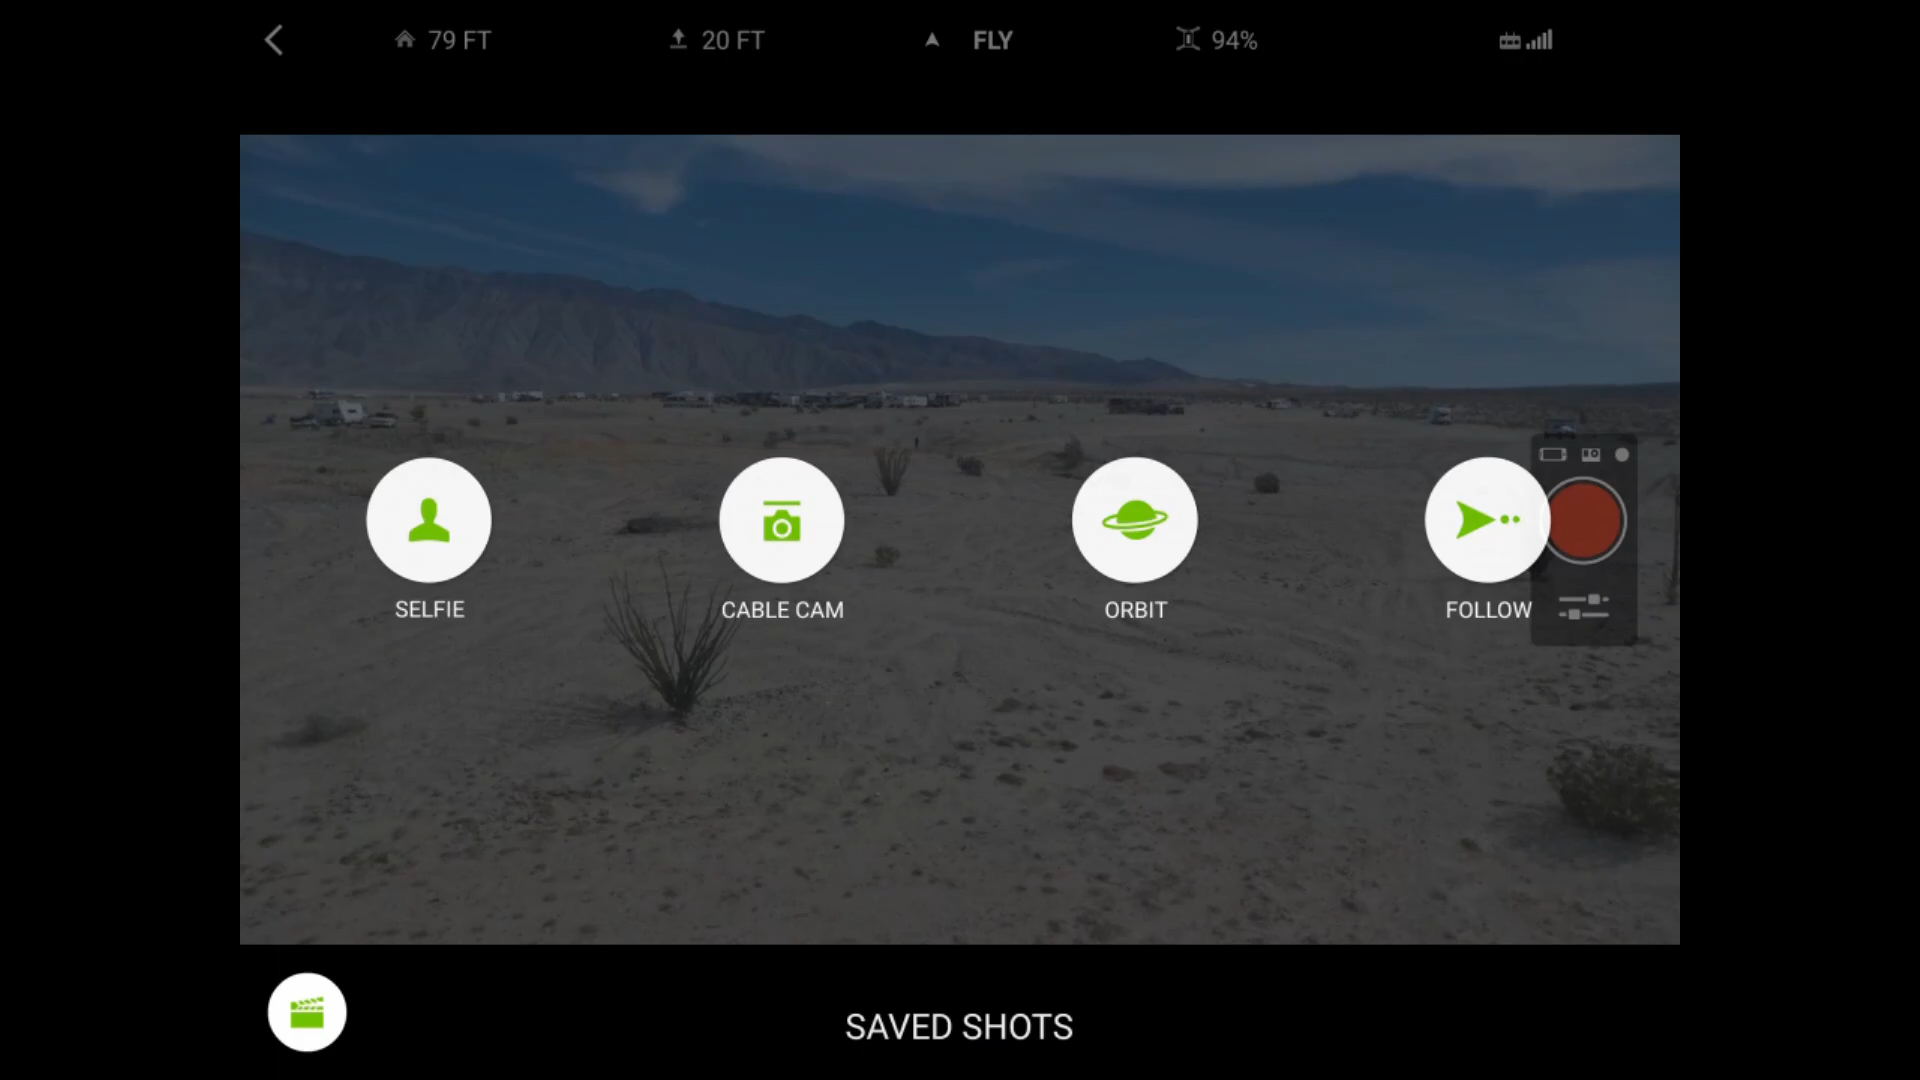 79 FT
20 FT
FLY
94%
SELFIE
CABLE CAM
ORBIT
FOLLOW
SAVED SHOTS